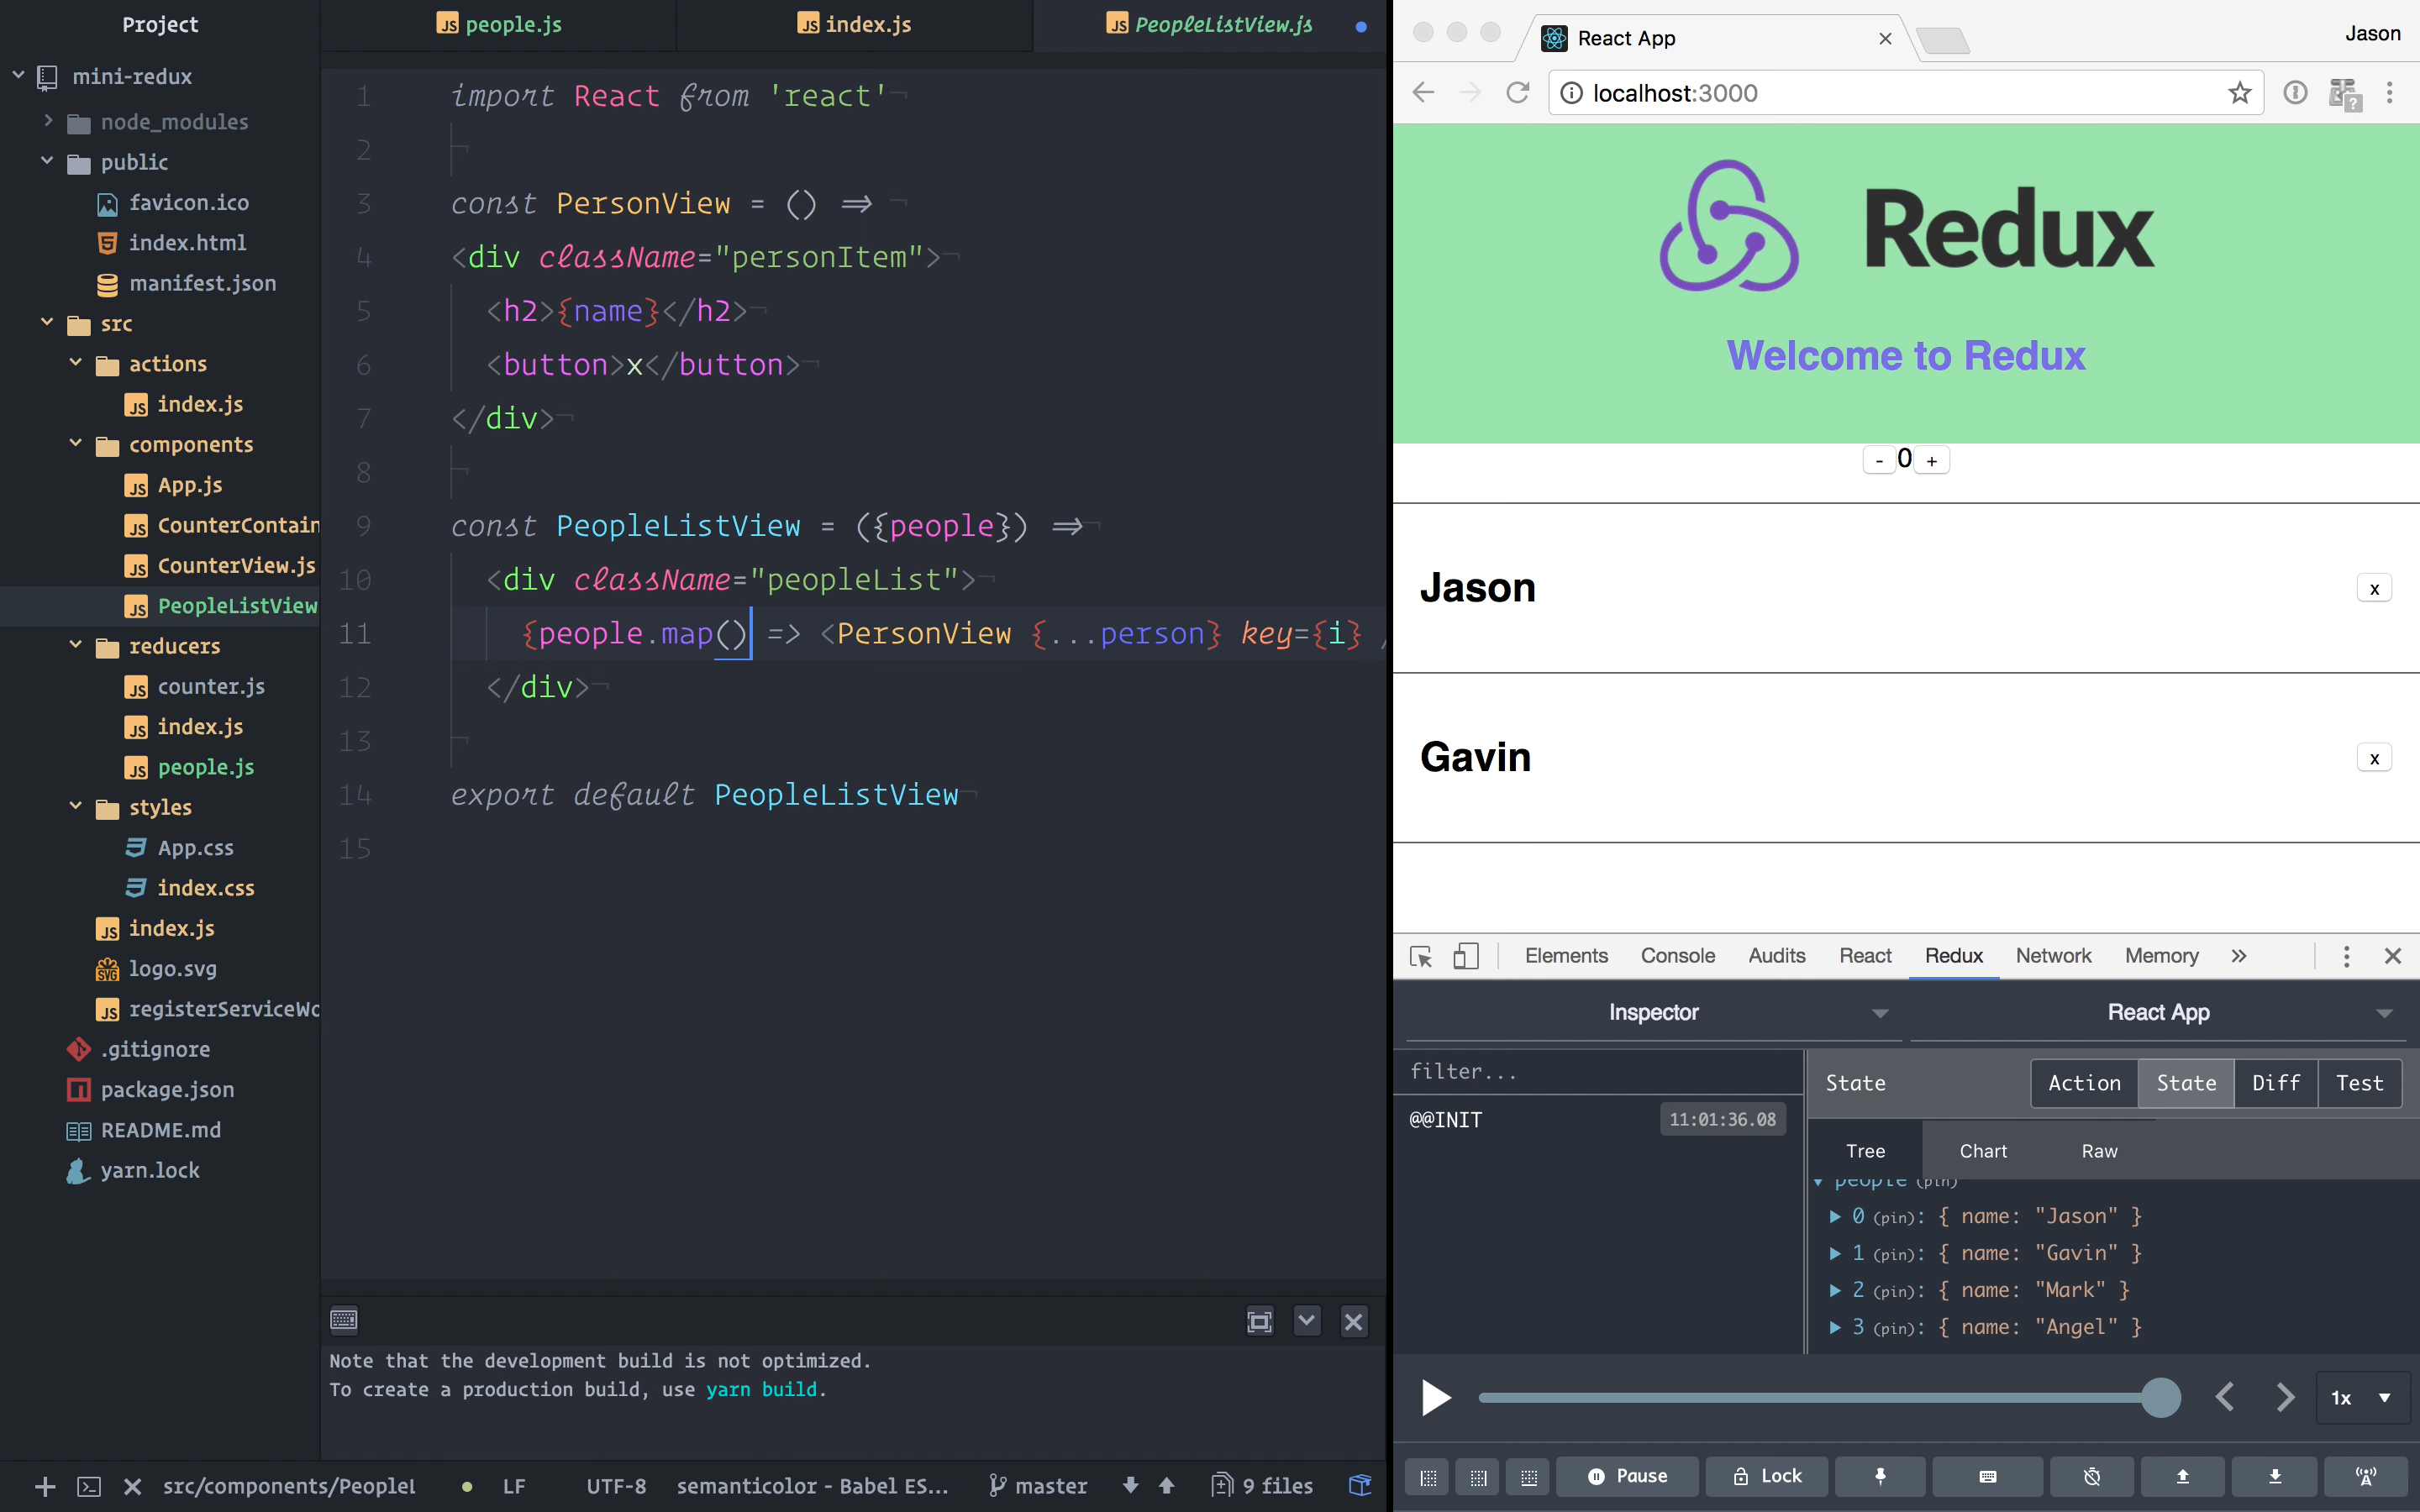 Project
mini-redux
node_modules
public
favicon.ico
index.html
manifest.json
src
actions
index.js
components
App.js
CounterContain
CounterView.js
PeopleListView
reducers
counter.js
index.js
people.js
styles
App.css
index.css
index.js
logo.svg
registerServiceWo
.gitignore
package.json
README.md
yarn.lock
people.js
index.js
PeopleListView.js
1 import React from 'react'
2
3 const PersonView = () =>
4 <div className="personItem">
5 <h2>{name}</h2>
6 <button>x</button>
7 </div>
8
9 const PeopleListView = ({people}) =>
10 <div className="peopleList">
11 {people.map() => <PersonView {...person} key={i} /
12 </div>
13
14 export default PeopleListView
15
Note that the development build is not optimized.
To create a production build, use yarn build.
src/components/PeopleL
LF
UTF-8
semanticolor - Babel ES...
master
9 files
React App
Jason
localhost:3000
Redux
Welcome to Redux
- 0 +
Jason x
Gavin x
Elements Console Audits React Redux Network Memory »
Inspector
React App
filter...
@@INIT 11:01:36.08
State
Action State Diff Test
Tree Chart Raw
people (pin)
0 (pin): { name: "Jason" }
1 (pin): { name: "Gavin" }
2 (pin): { name: "Mark" }
3 (pin): { name: "Angel" }
1x
Pause
Lock